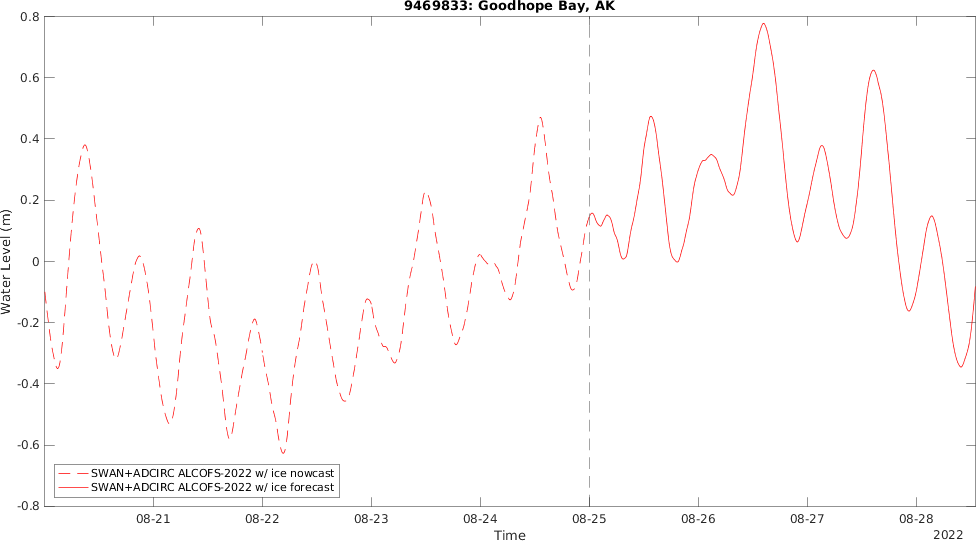 9469833: Goodhope Bay, AK
0.8
0.6
0.4
0.2
0
-0.2
-0.4
-0.6
-0.8
Water Level (m)
SWAN+ADCIRC ALCOFS-2022 w/ ice nowcast
SWAN+ADCIRC ALCOFS-2022 w/ ice forecast
08-21 08-22 08-23 08-24 08-25 08-26 08-27 08-28
Time
2022